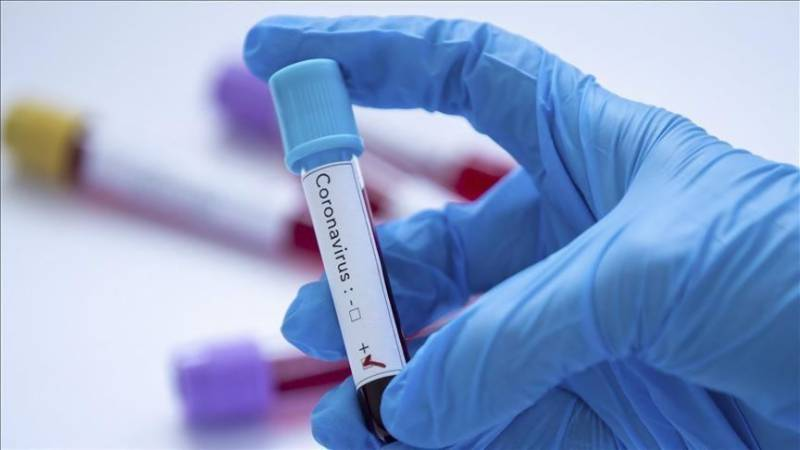 Coronavirus : - □
+ ✓